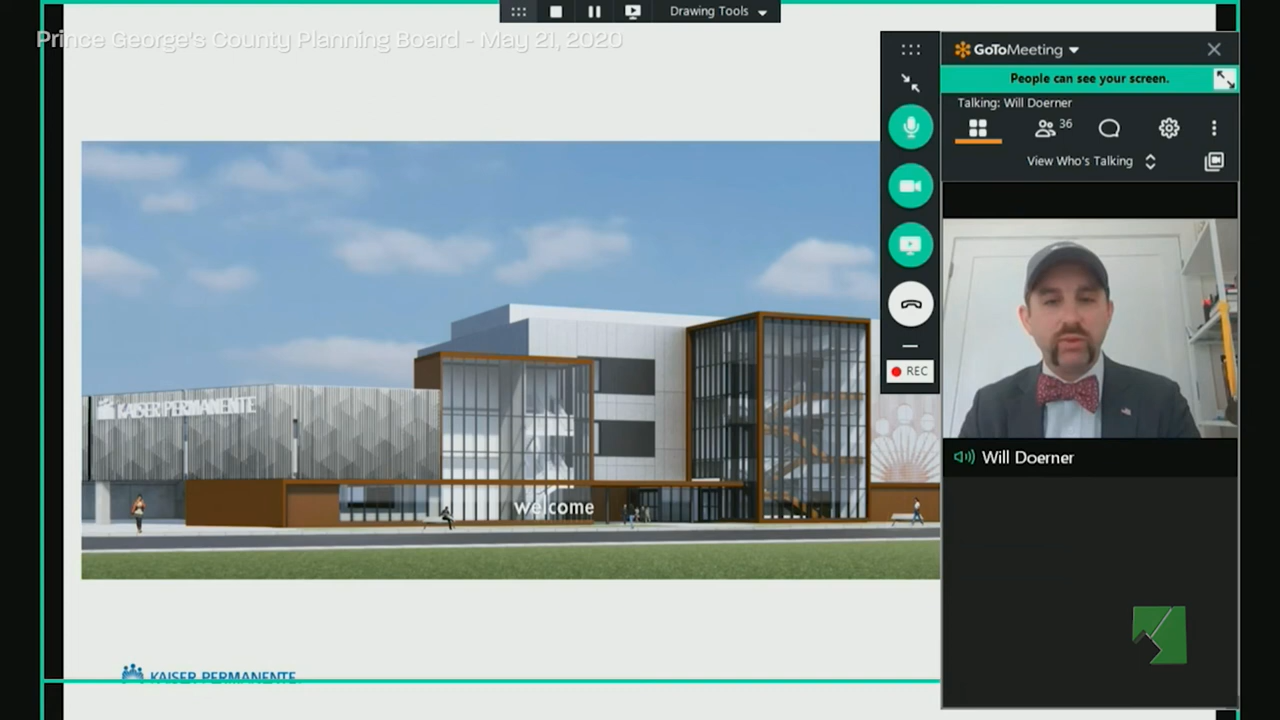 Drawing Tools
Prince George's County Planning Board - May 21, 2020
GoToMeeting
People can see your screen.
Talking: Will Doerner
36
View Who's Talking
REC
KAISER PERMANENTE
welcome
Will Doerner
KAISER PERMANENTE